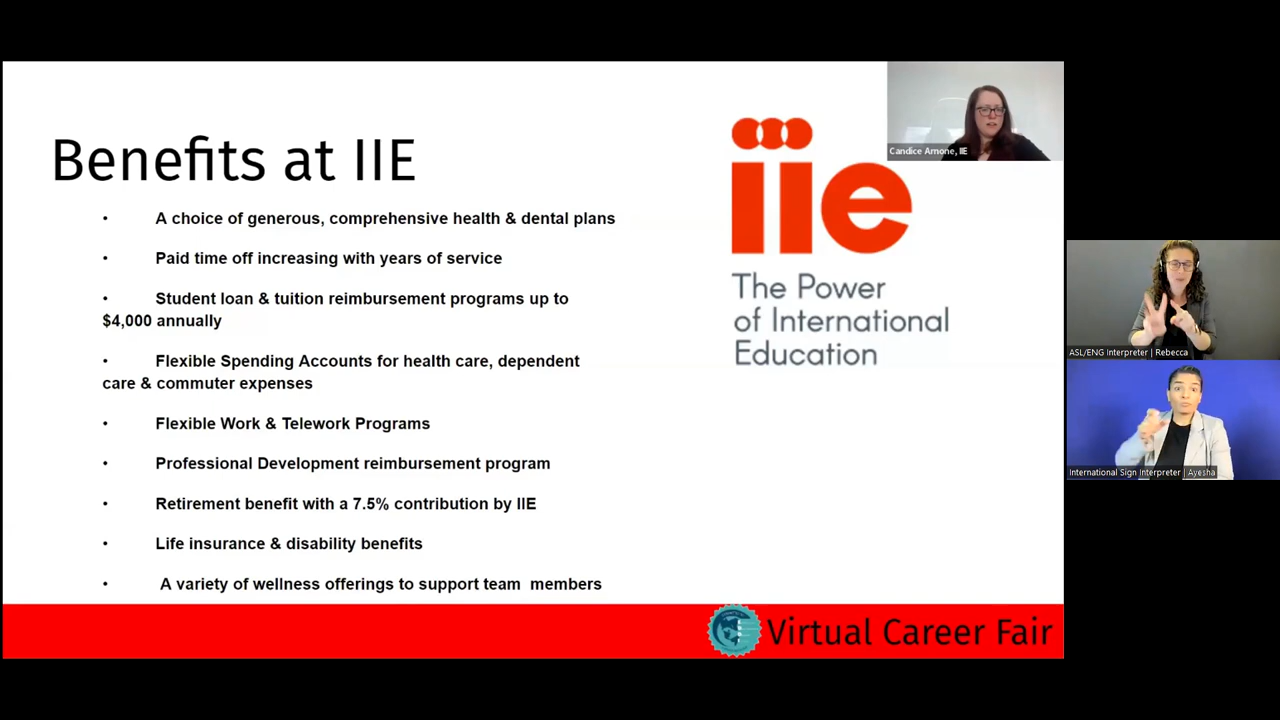 Benefits at IIE
• A choice of generous, comprehensive health & dental plans
• Paid time off increasing with years of service
• Student loan & tuition reimbursement programs up to
$4,000 annually
• Flexible Spending Accounts for health care, dependent
care & commuter expenses
• Flexible Work & Telework Programs
• Professional Development reimbursement program
• Retirement benefit with a 7.5% contribution by IIE
• Life insurance & disability benefits
• A variety of wellness offerings to support team members
iie
The Power
of International
Education
Candice Arnone, IIE
ASL/ENG Interpreter | Rebecca
International Sign Interpreter | Ayesha
Virtual Career Fair